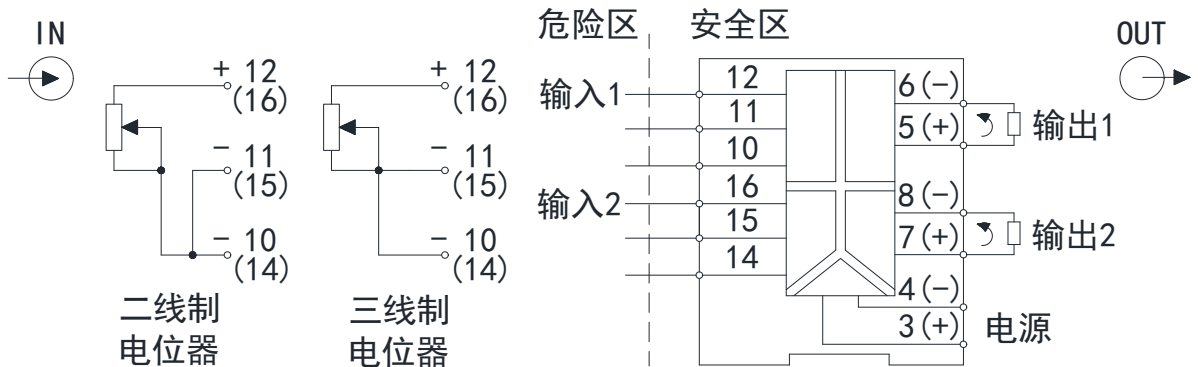 IN
+ 12
(16)
- 11
(15)
- 10
(14)
二线制
电位器
+ 12
(16)
- 11
(15)
- 10
(14)
三线制
电位器
危险区
安全区
输入1
输入2
12
11
10
16
15
14
6(-)
5(+)
输出1
8(-)
7(+)
输出2
4(-)
3(+)
电源
OUT